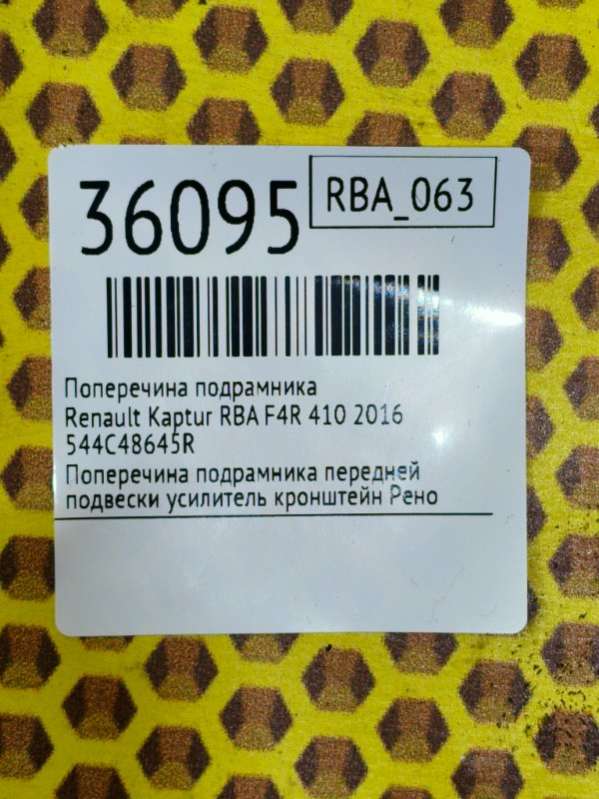 36095
RBA_063
Поперечина подрамника
Renault Kaptur RBA F4R 410 2016
544C48645R
Поперечина подрамника передней
подвески усилитель кронштейн Рено